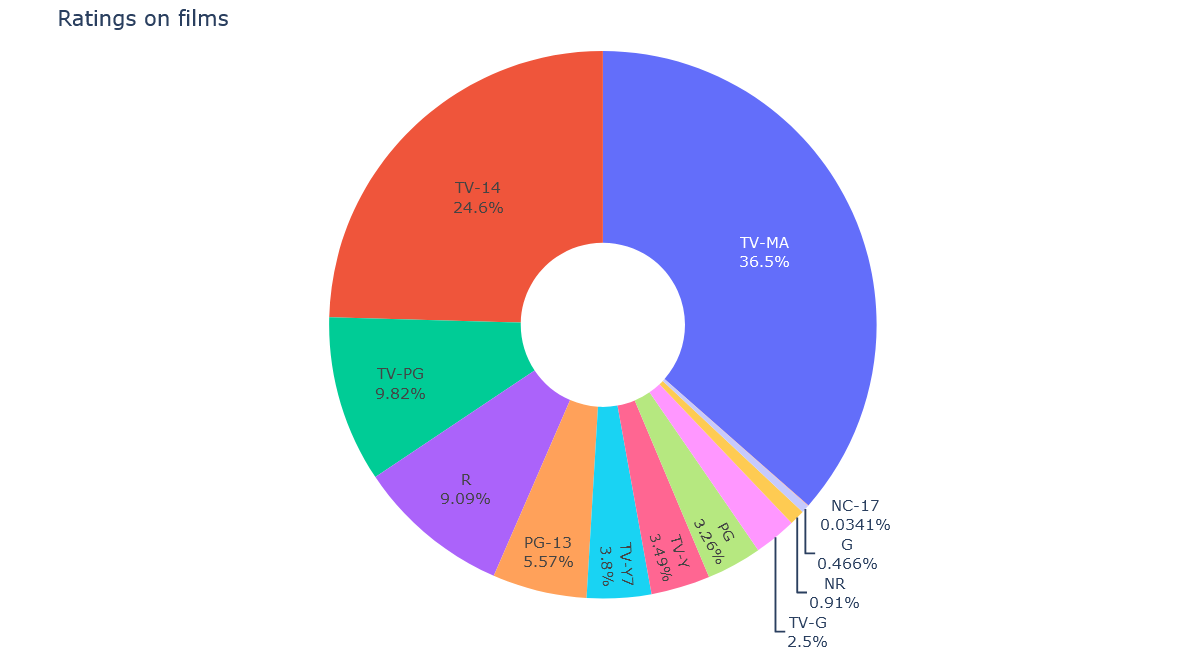 Ratings on films
TV-14
24.6%
TV-MA
36.5%
TV-PG
9.82%
R
9.09%
PG-13
5.57%
TV-Y7
3.8%
TV-Y
3.49%
PG
3.26%
NC-17
0.0341%
G
0.466%
NR
0.91%
TV-G
2.5%